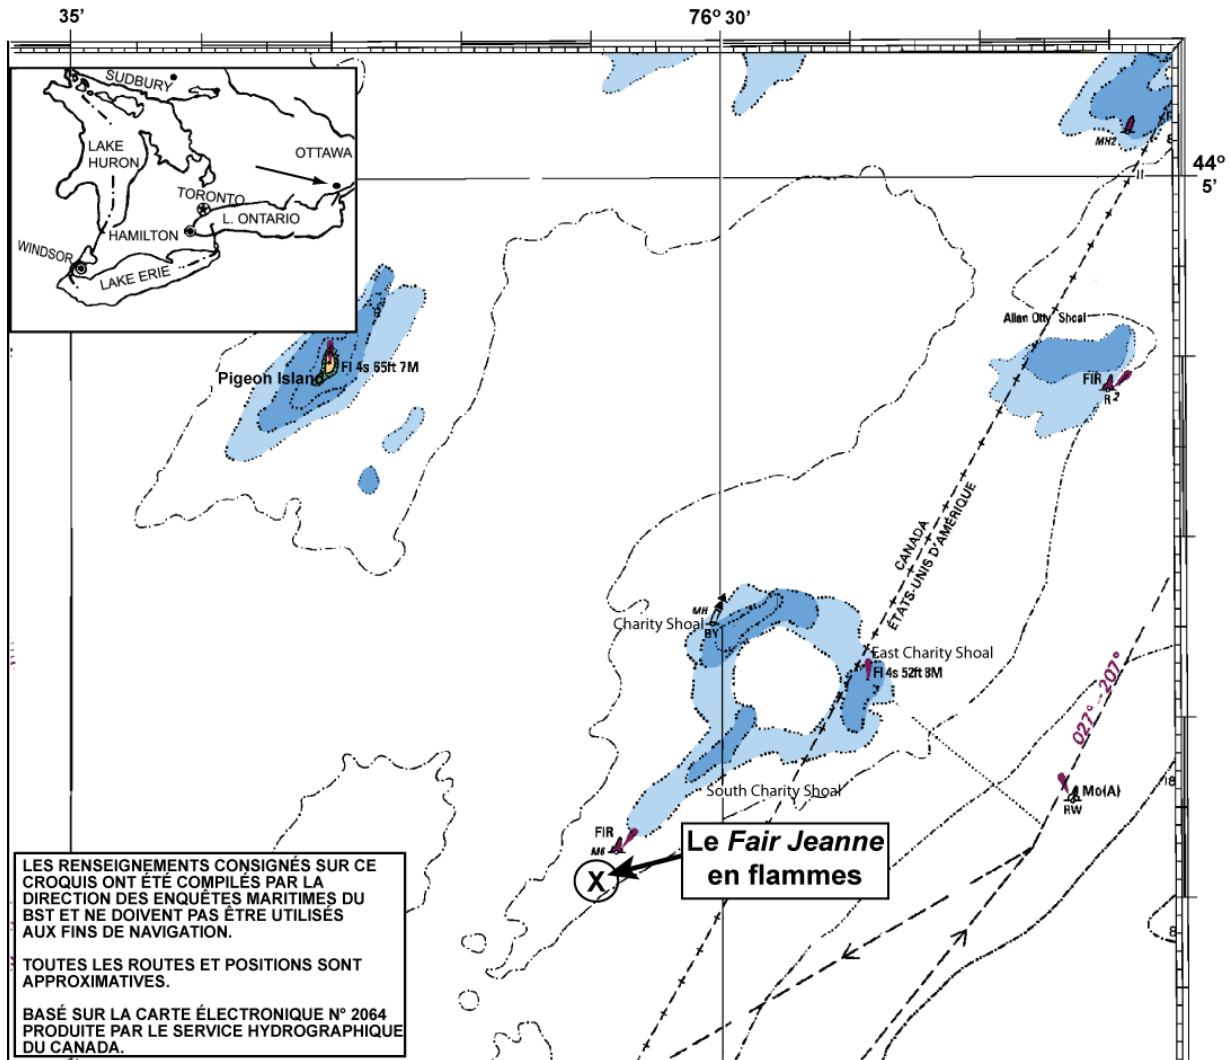 35'
76° 30'
44°
5'
SUDBURY
LAKE
HURON
OTTAWA
TORONTO
L. ONTARIO
HAMILTON
WINDSOR
LAKE ERIE
MH2
Allan Otty Shoal
Fl 4s 65ft 7M
Pigeon Island
FIR
R 2
CANADA
ÉTATS-UNIS D'AMÉRIQUE
MH
Charity Shoal
BY
East Charity Shoal
Fl 4s 52ft 8M
027° - 207°
South Charity Shoal
Mo(A)
RW
18
FIR
M6
Le Fair Jeanne
en flammes
X
8
LES RENSEIGNEMENTS CONSIGNÉS SUR CE
CROQUIS ONT ÉTÉ COMPILÉS PAR LA
DIRECTION DES ENQUÊTES MARITIMES DU
BST ET NE DOIVENT PAS ÊTRE UTILISÉS
AUX FINS DE NAVIGATION.
TOUTES LES ROUTES ET POSITIONS SONT
APPROXIMATIVES.
BASÉ SUR LA CARTE ÉLECTRONIQUE N° 2064
PRODUITE PAR LE SERVICE HYDROGRAPHIQUE
DU CANADA.